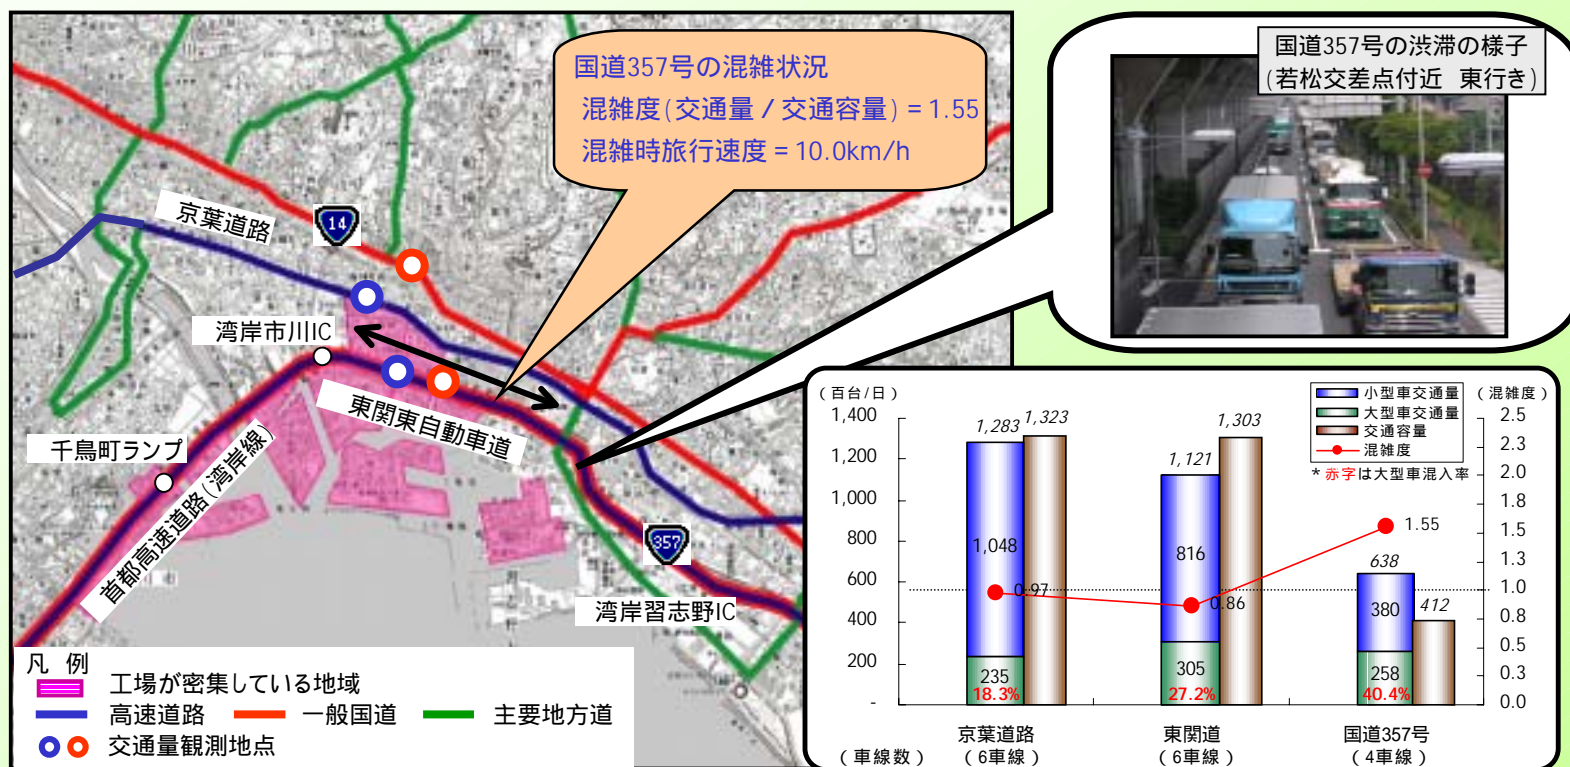 国道357号の混雑状況
混雑度(交通量 / 交通容量) = 1.55
混雑時旅行速度 = 10.0km/h
国道357号の渋滞の様子
(若松交差点付近 東行き)
京葉道路
14
湾岸市川IC
東関東自動車道
千鳥町ランプ
首都高速道路(湾岸線)
357
湾岸習志野IC
凡 例
工場が密集している地域
高速道路 一般国道 主要地方道
交通量観測地点
(百台/日)
(混雑度)
小型車交通量
大型車交通量
交通容量
混雑度
*赤字は大型車混入率
1,400
1,200
1,000
800
600
400
200
-
2.5
2.3
2.0
1.8
1.5
1.3
1.0
0.8
0.5
0.3
0.0
1,283
1,323
1,048
235
18.3%
0.97
1,121
1,303
816
305
27.2%
0.86
638
412
380
258
40.4%
1.55
京葉道路 東関道 国道357号
(車線数) (6車線) (6車線) (4車線)